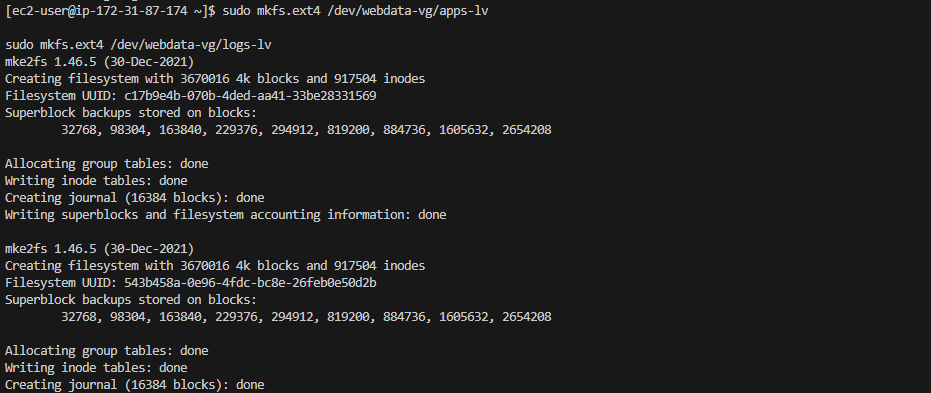 [ec2-user@ip-172-31-87-174 ~]$ sudo mkfs.ext4 /dev/webdata-vg/apps-lv
sudo mkfs.ext4 /dev/webdata-vg/logs-lv
mke2fs 1.46.5 (30-Dec-2021)
Creating filesystem with 3670016 4k blocks and 917504 inodes
Filesystem UUID: c17b9e4b-070b-4ded-aa41-33be28331569
Superblock backups stored on blocks:
32768, 98304, 163840, 229376, 294912, 819200, 884736, 1605632, 2654208
Allocating group tables: done
Writing inode tables: done
Creating journal (16384 blocks): done
Writing superblocks and filesystem accounting information: done
mke2fs 1.46.5 (30-Dec-2021)
Creating filesystem with 3670016 4k blocks and 917504 inodes
Filesystem UUID: 543b458a-0e96-4fdc-bc8e-26feb0e50d2b
Superblock backups stored on blocks:
32768, 98304, 163840, 229376, 294912, 819200, 884736, 1605632, 2654208
Allocating group tables: done
Writing inode tables: done
Creating journal (16384 blocks): done